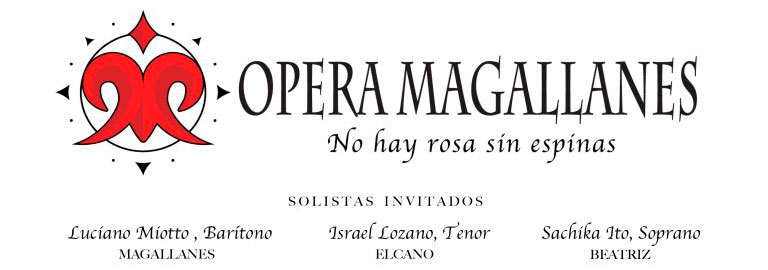 OPERA MAGALLANES
No hay rosa sin espinas
SOLISTAS INVITADOS
Luciano Miotto , Barítono Israel Lozano, Tenor Sachika Ito, Soprano
MAGALLANES ELCANO BEATRIZ